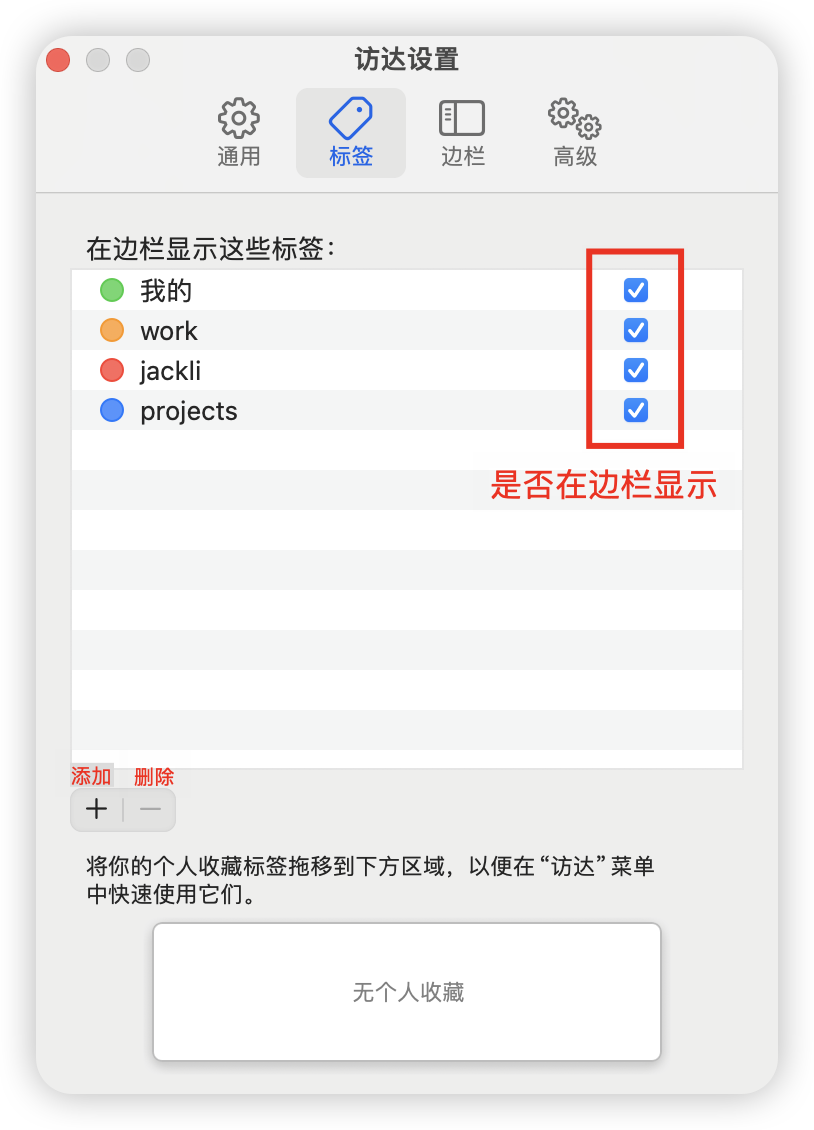 访达设置
通用
标签
边栏
高级
在边栏显示这些标签：
我的
work
jackli
projects
是否在边栏显示
添加 删除
将你的个人收藏标签拖移到下方区域，以便在“访达”菜单
中快速使用它们。
无个人收藏